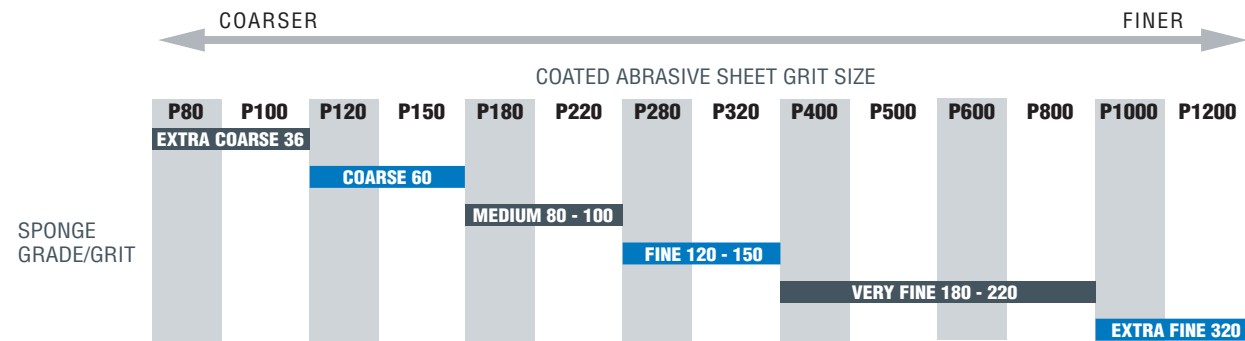 COARSER FINER
COATED ABRASIVE SHEET GRIT SIZE
P80 P100 P120 P150 P180 P220 P280 P320 P400 P500 P600 P800 P1000 P1200
EXTRA COARSE 36
COARSE 60
MEDIUM 80 - 100
SPONGE
GRADE/GRIT
FINE 120 - 150
VERY FINE 180 - 220
EXTRA FINE 320